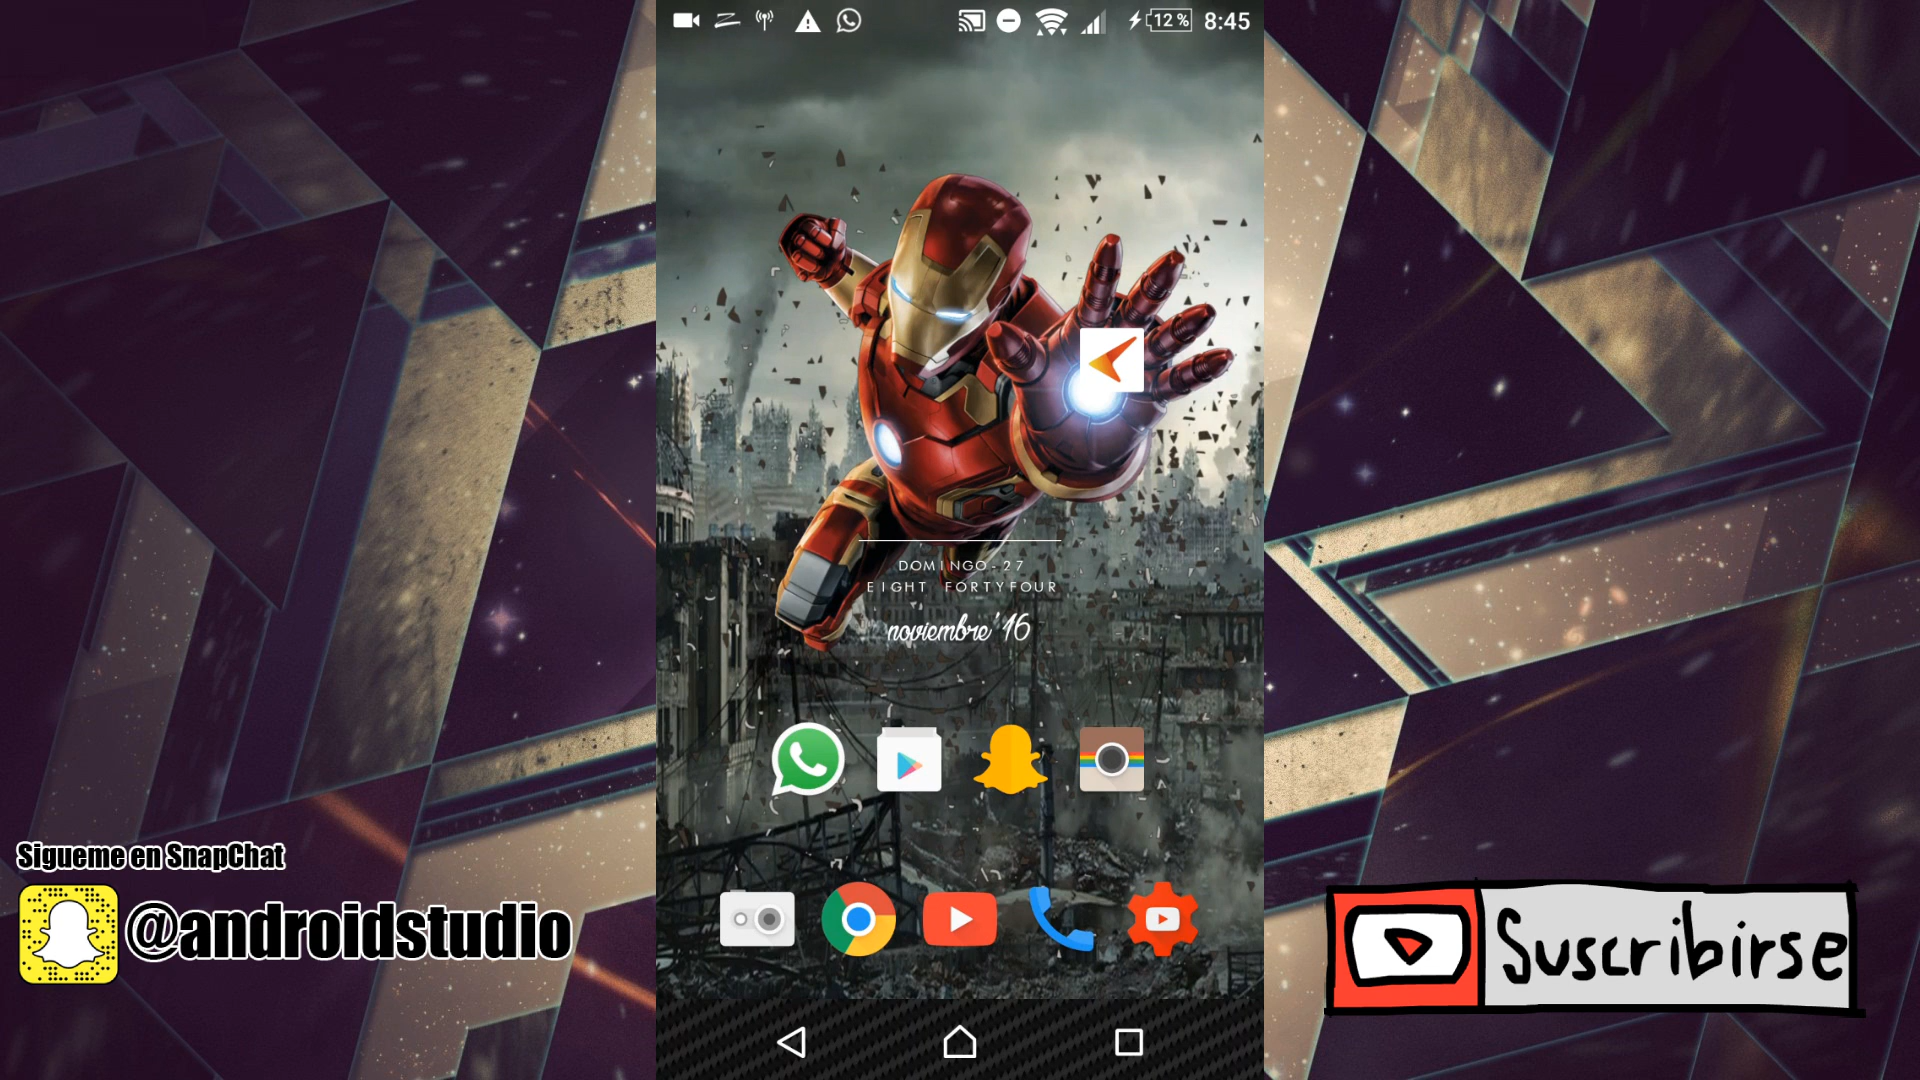 12 %
8:45
DOMINGO-27
EIGHT FORTYFOUR
noviembre'16
Sigueme en SnapChat
@androidstudio
Suscribirse